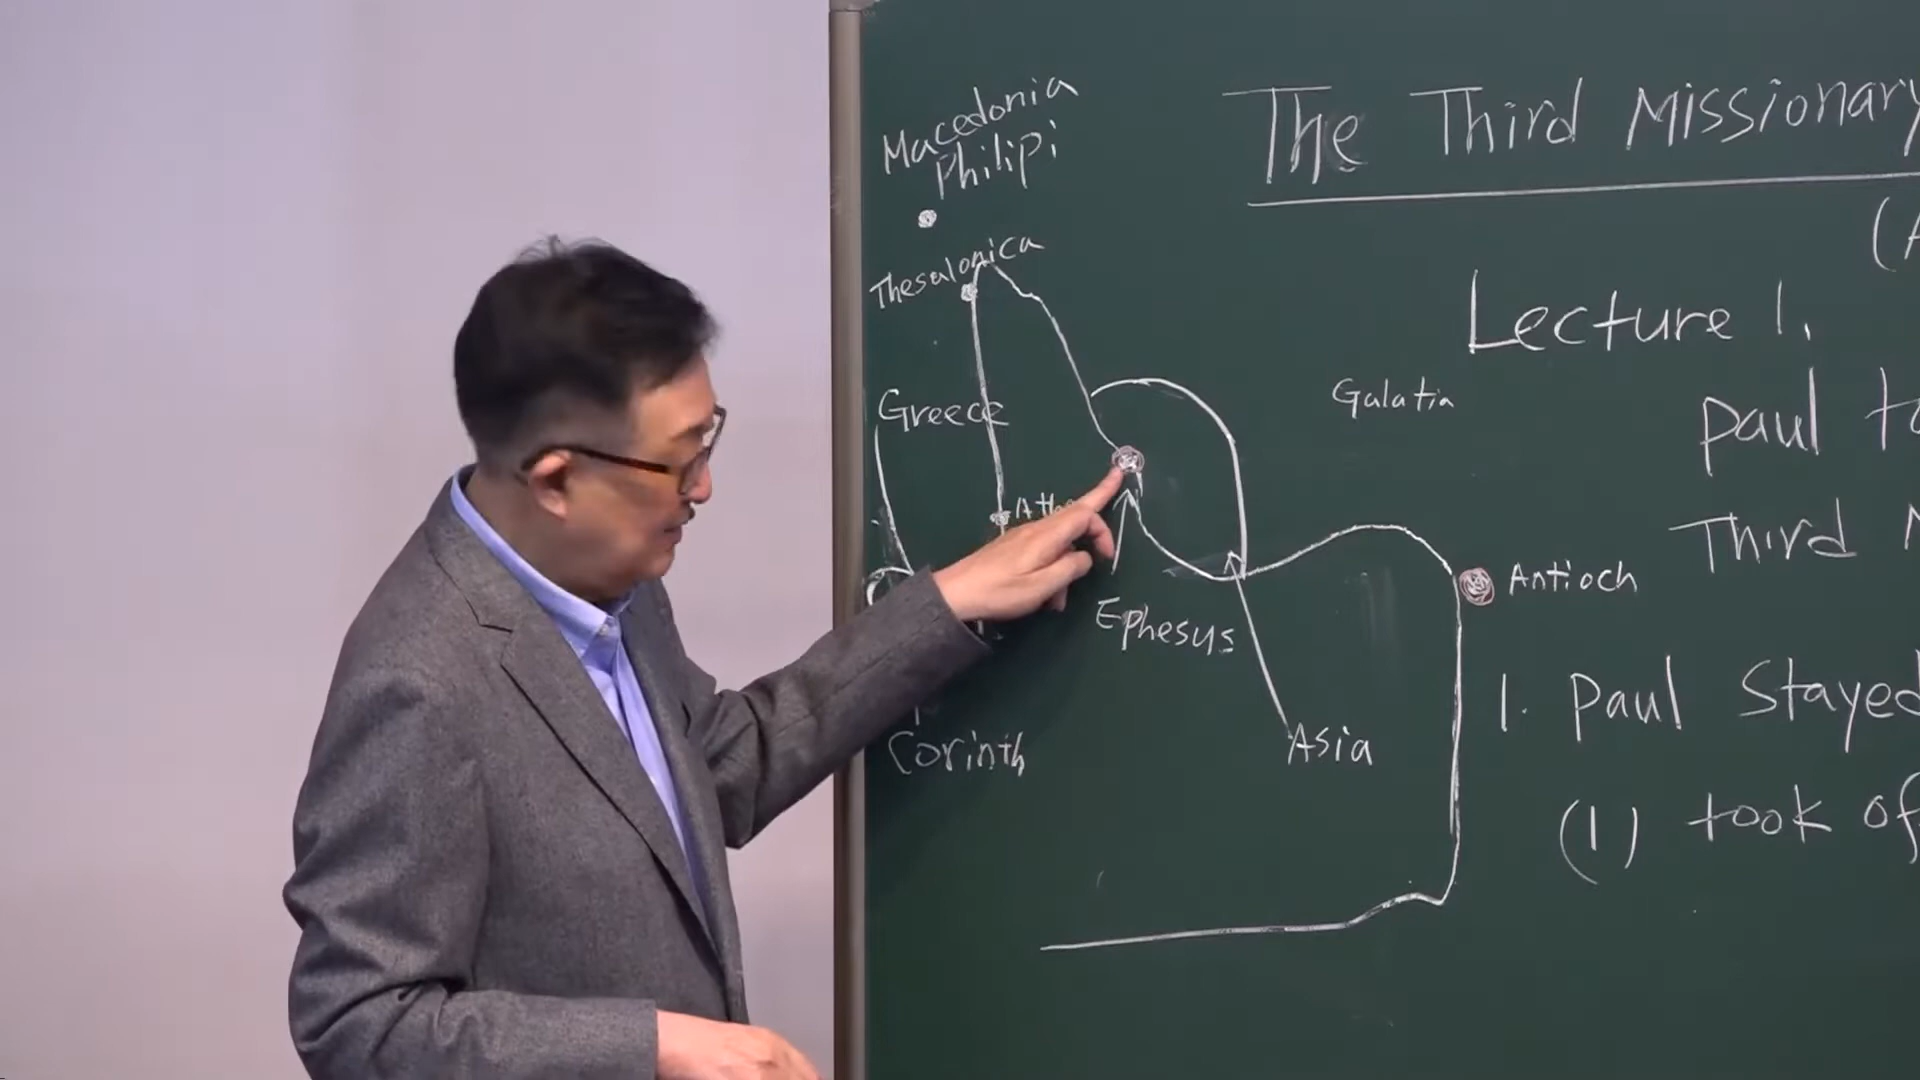 The Third Missionary
(A
Lecture 1.
Paul to
Third
1. Paul Stayed
(1) took of
Macedonia
Philipi
Thesalonica
Greece
Galatia
Antioch
Ephesus
Asia
Corinth